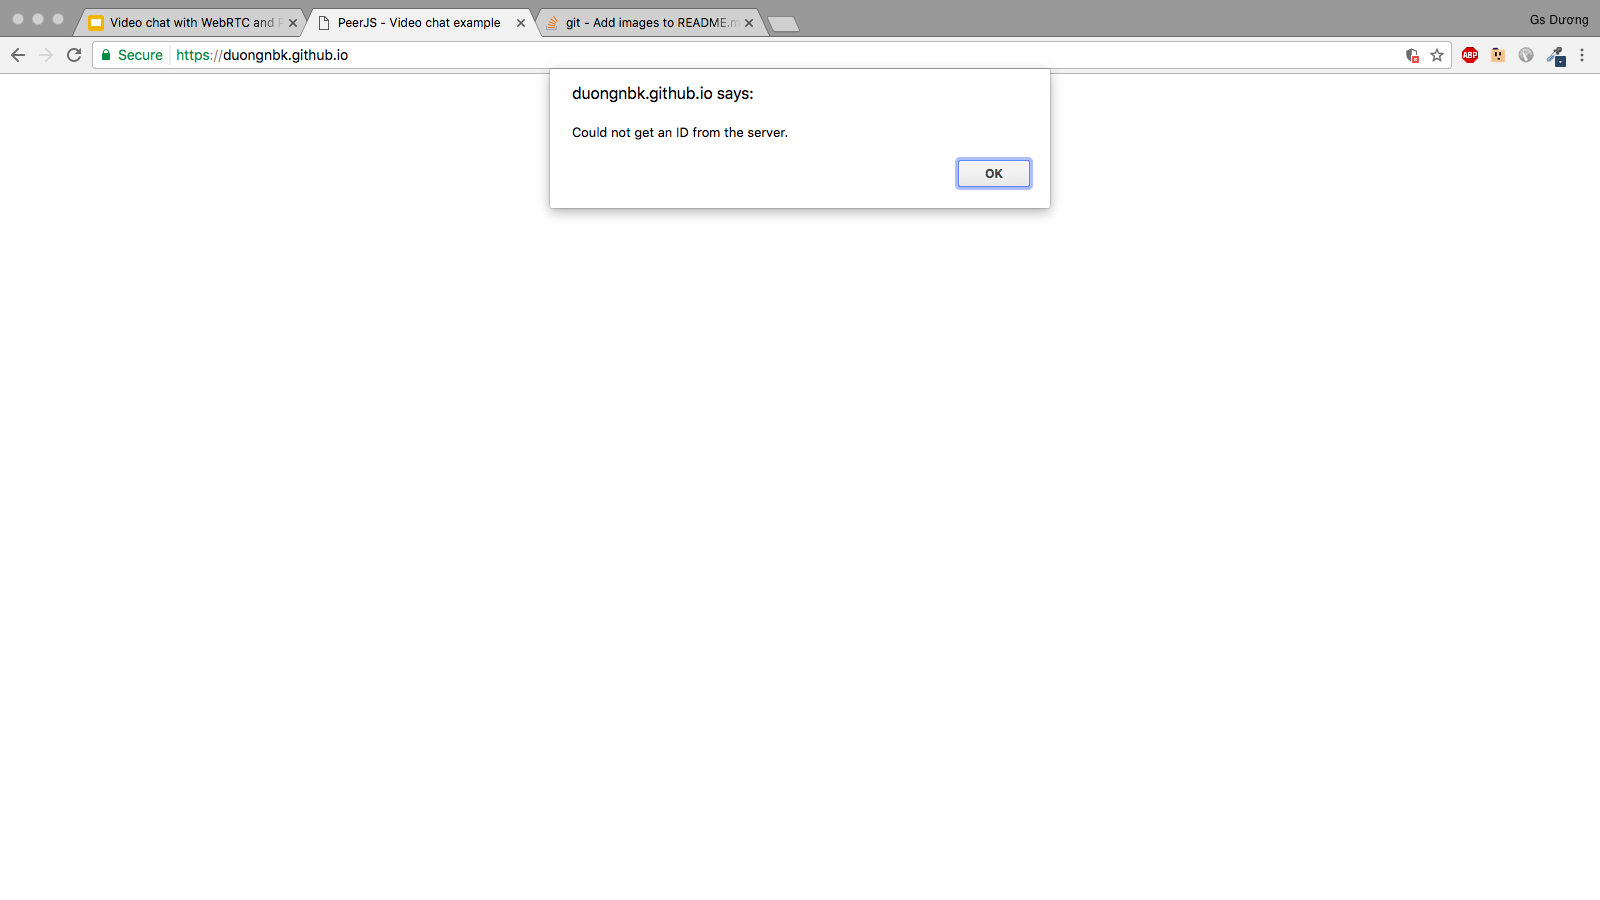 Video chat with WebRTC and P
PeerJS - Video chat example
git - Add images to README.m
Gs Dương
Secure
https://duongnbk.github.io
ABP
duongnbk.github.io says:
Could not get an ID from the server.
OK